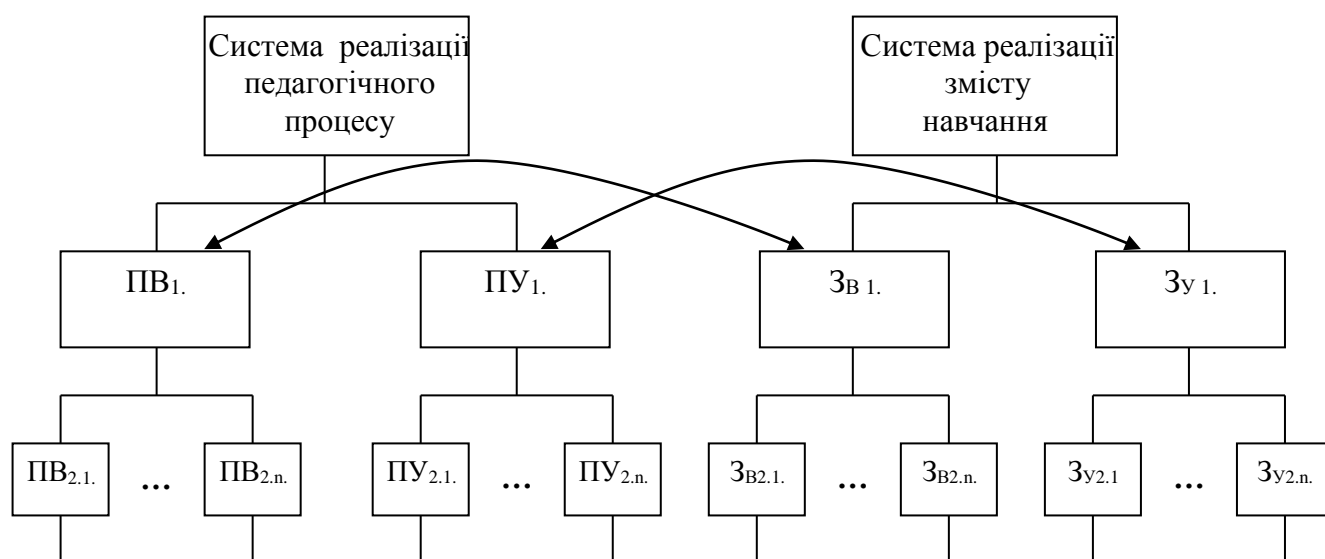 Система реалізації
педагогічного
процесу
Система реалізації
змісту
навчання
ПВ1.
ПУ1.
ЗВ 1.
ЗУ 1.
ПВ2.1.
...
ПВ2.n.
ПУ2.1.
...
ПУ2.n.
ЗВ2.1.
...
ЗВ2.n.
ЗУ2.1
...
ЗУ2.n.